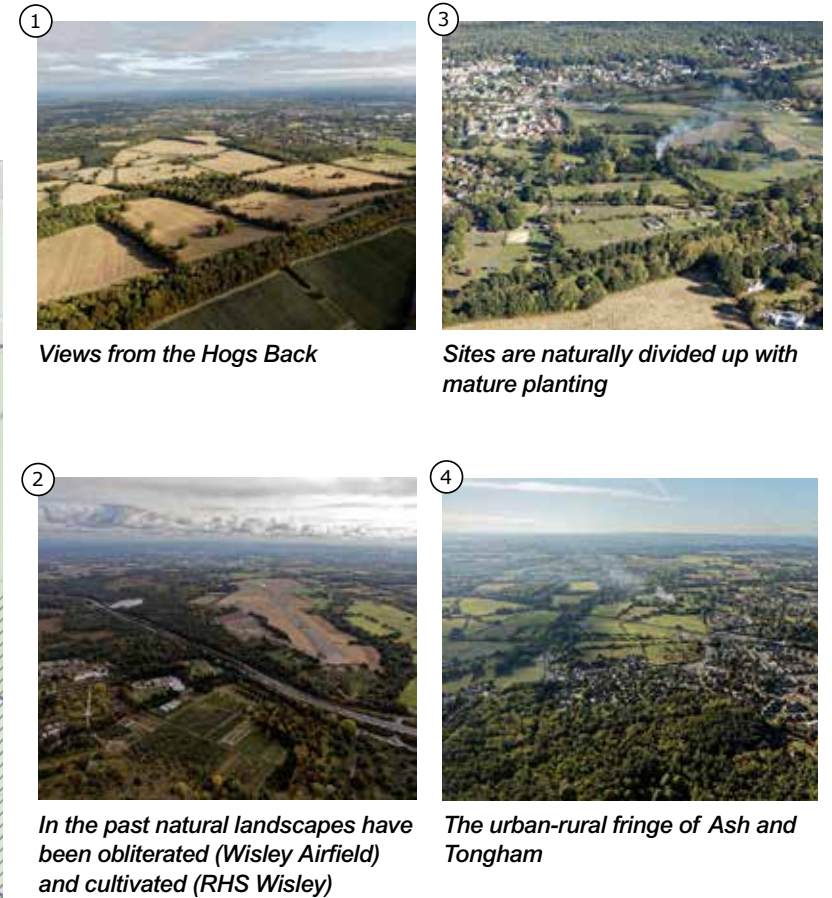 1
Views from the Hogs Back
3
Sites are naturally divided up with
mature planting
2
In the past natural landscapes have
been obliterated (Wisley Airfield)
and cultivated (RHS Wisley)
4
The urban-rural fringe of Ash and
Tongham